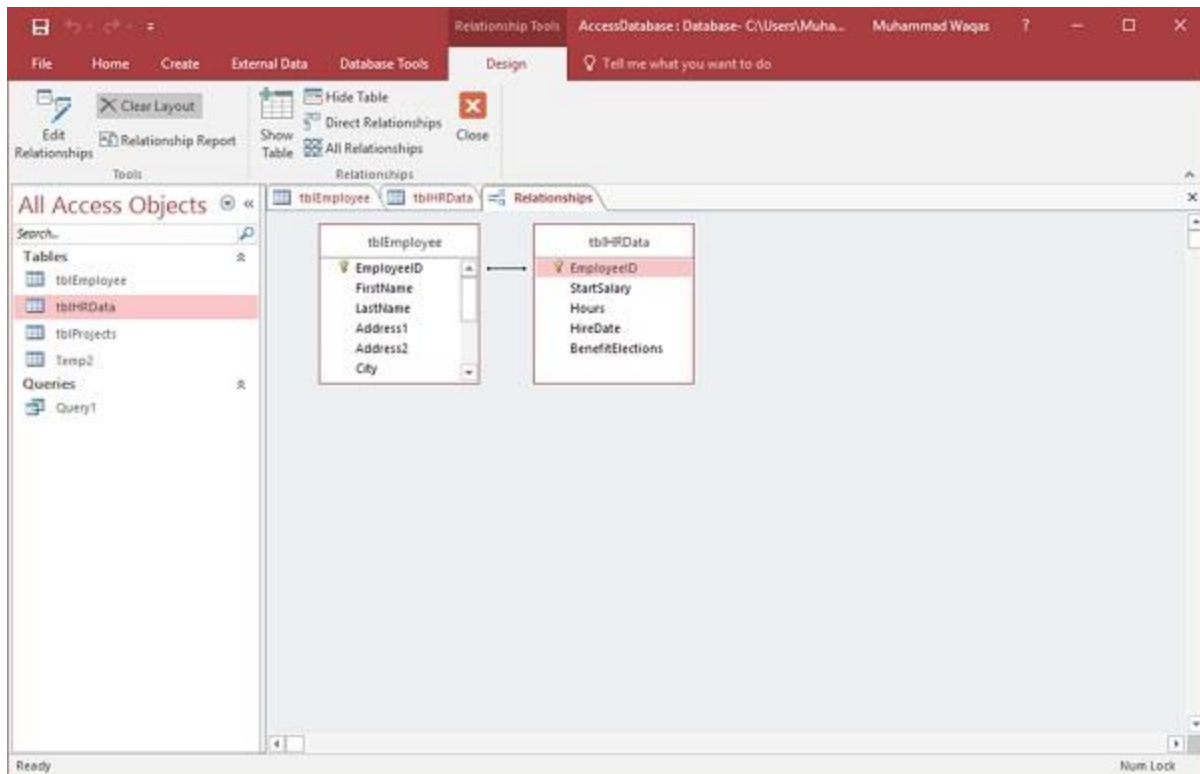 Relationship Tools AccessDatabase : Database- C:\Users\Muha... Muhammad Waqas ?
File Home Create External Data Database Tools Design Tell me what you want to do
Edit Relationships
Clear Layout
Relationship Report
Tools
Show Table
Hide Table
Direct Relationships
All Relationships
Relationships
Close
All Access Objects
Search...
Tables
tblEmployee
tblHRData
tblProjects
Temp2
Queries
Query1
tblEmployee tblHRData Relationships
tblEmployee
EmployeeID
FirstName
LastName
Address1
Address2
City
tblHRData
EmployeeID
StartSalary
Hours
HireDate
BenefitElections
Ready Num Lock